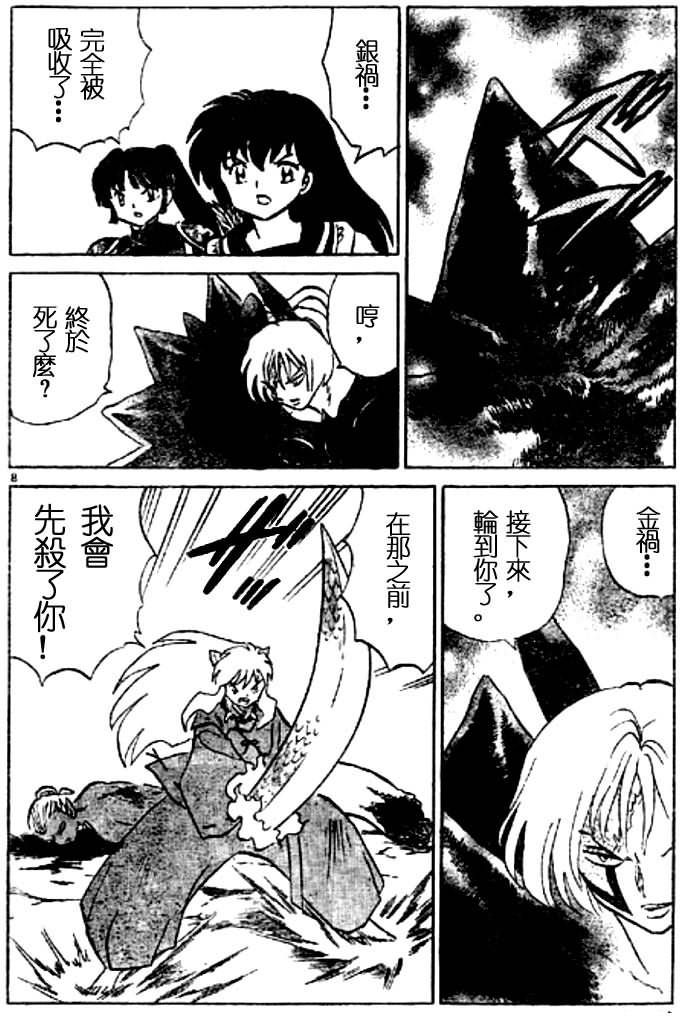 銀禍…
完全被
吸收了…
哼，
終於
死了麼？
金禍…
接下來，
輪到你了。
在那之前，
我會
先殺了你！
8